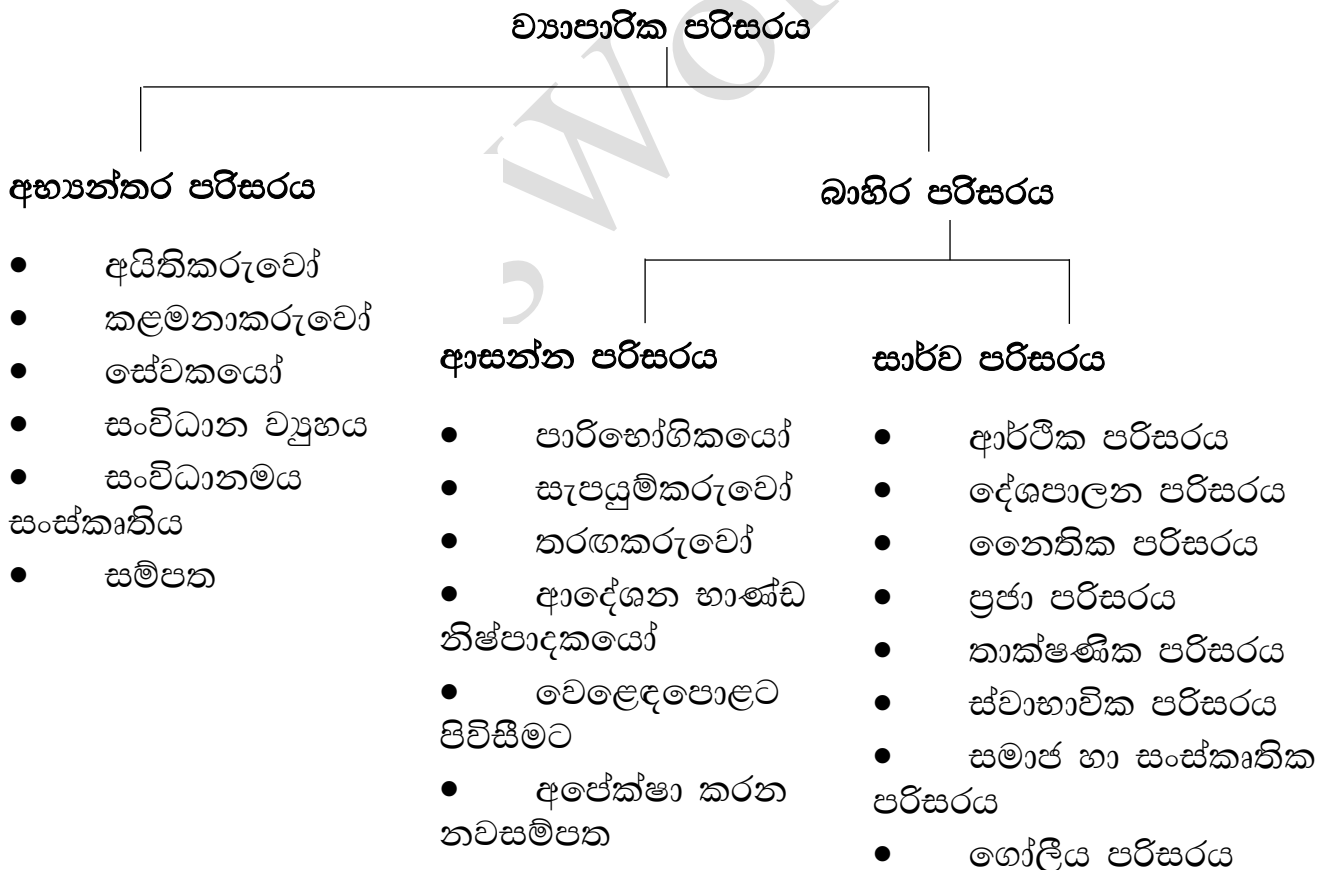 ව්‍යාපාරික පරිසරය
අභ්‍යන්තර පරිසරය
● අයිතිකරුවෝ
● කළමනාකරුවෝ
● සේවකයෝ
● සංවිධාන ව්‍යුහය
● සංවිධානමය
සංස්කෘතිය
● සම්පත
බාහිර පරිසරය
ආසන්න පරිසරය
● පාරිභෝගිකයෝ
● සැපයුම්කරුවෝ
● තරඟකරුවෝ
● ආදේශන භාණ්ඩ
නිෂ්පාදකයෝ
● වෙළෙඳපොළට
පිවිසීමට
● අපේක්ෂා කරන
නවසම්පත
සාර්ව පරිසරය
● ආර්ථික පරිසරය
● දේශපාලන පරිසරය
● නෛතික පරිසරය
● ප්‍රජා පරිසරය
● තාක්ෂණික පරිසරය
● ස්වාභාවික පරිසරය
● සමාජ හා සංස්කෘතික
පරිසරය
● ගෝලීය පරිසරය